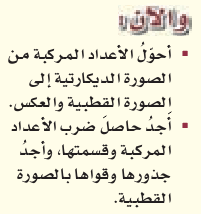 والآن
▪ أحوّلُ الأعداد المركبة من
الصورة الديكارتية إلى
الصورة القطبية والعكس.
▪ أجدُ حاصلَ ضرب الأعداد
المركبة وقسمتها، وأجدُ
جذورها وقواها بالصورة
القطبية.